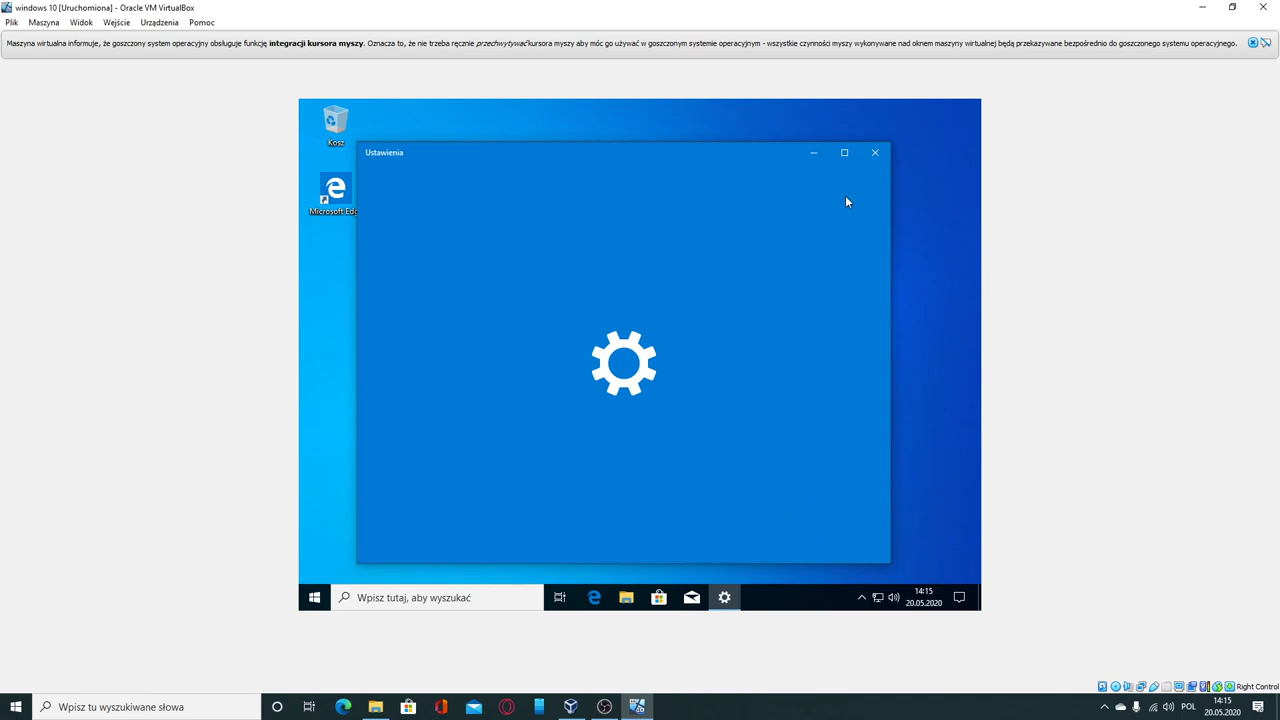 windows 10 [Uruchomiona] - Oracle VM VirtualBox
Plik Maszyna Widok Wejście Urządzenia Pomoc
Maszyna wirtualna informuje, że goszczony system operacyjny obsługuje funkcję integracji kursora myszy. Oznacza to, że nie trzeba ręcznie przechwytywać kursora myszy aby móc go używać w goszczonym systemie operacyjnym - wszystkie czynności myszy wykonywane nad oknem maszyny wirtualnej będą przekazywane bezpośrednio do goszczonego systemu operacyjnego.
Kosz
Ustawienia
Microsoft Edg
Wpisz tutaj, aby wyszukać
14:15
20.05.2020
Right Control
Wpisz tu wyszukiwane słowa
POL
14:15
20.05.2020